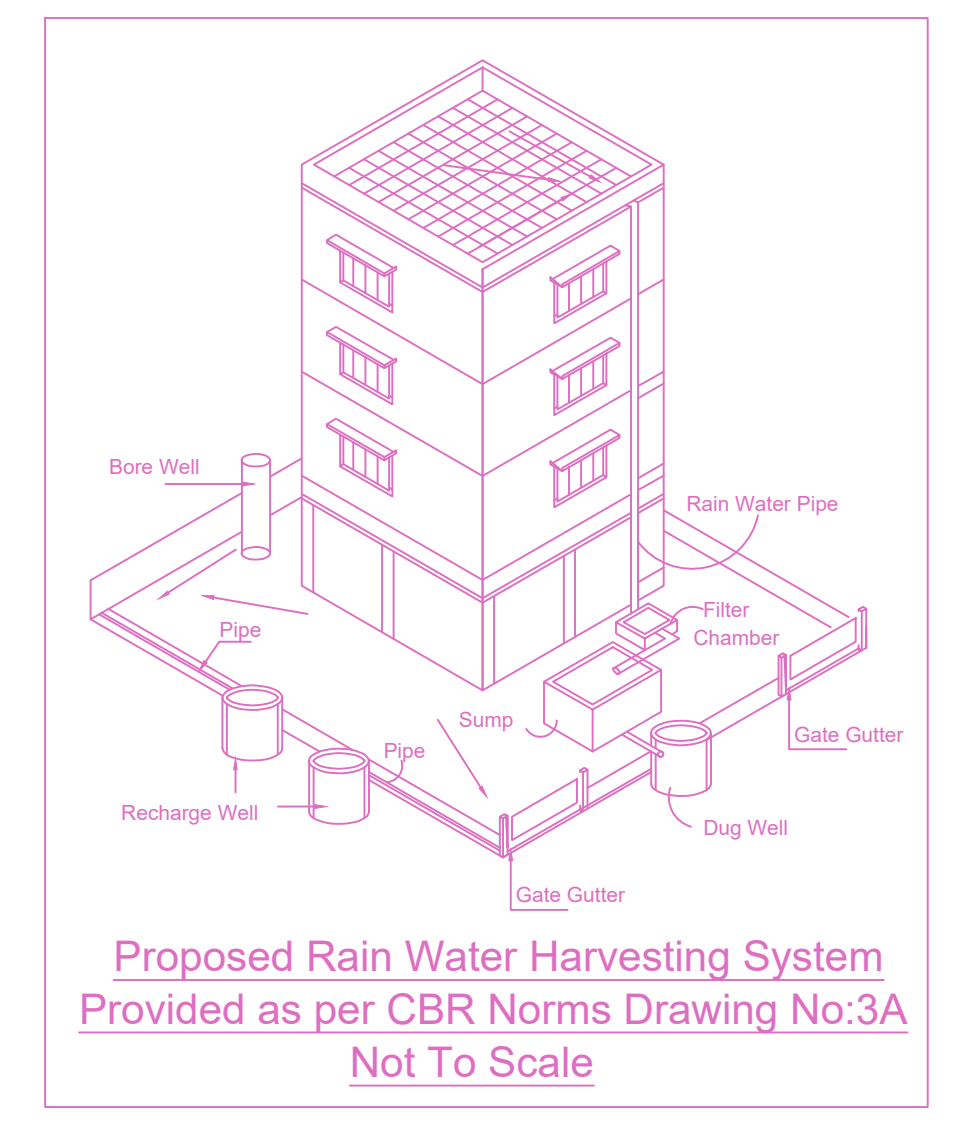 Bore Well
Rain Water Pipe
Filter
Chamber
Pipe
Sump
Gate Gutter
Pipe
Recharge Well
Dug Well
Gate Gutter
Proposed Rain Water Harvesting System
Provided as per CBR Norms Drawing No:3A
Not To Scale